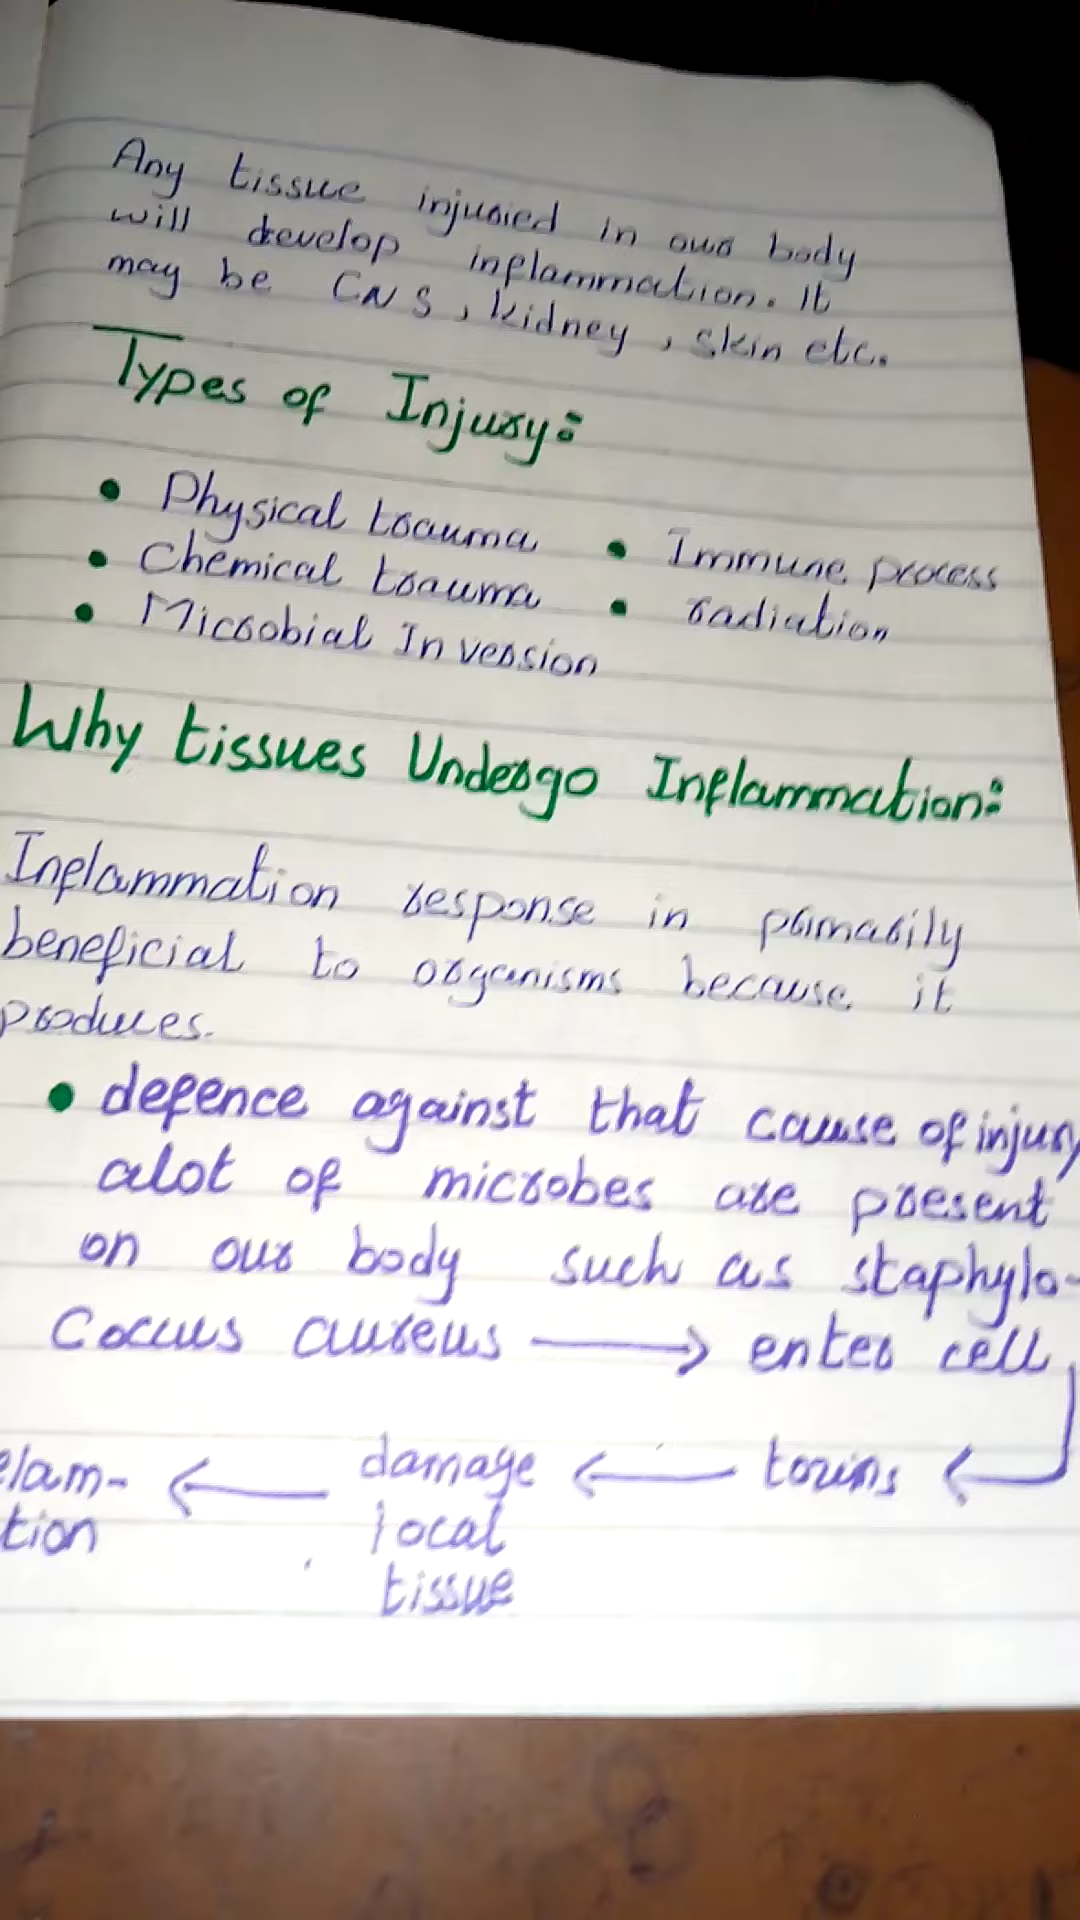 Any tissue injuried in our body
will develop inflammation. It
may be CNS, kidney, skin etc.
Types of Injury:
• Physical trauma • Immune process
• Chemical trauma • radiation
• Microbial Inversion
Why tissues Undergo Inflammation:
Inflammation response in primarily
beneficial to organisms because it
produces.
• defence against that cause of injury
alot of microbes are present
on our body such as staphylo-
Coccus aureus → enter cell
elam- ← damage ← toxins ←
tion local
tissue